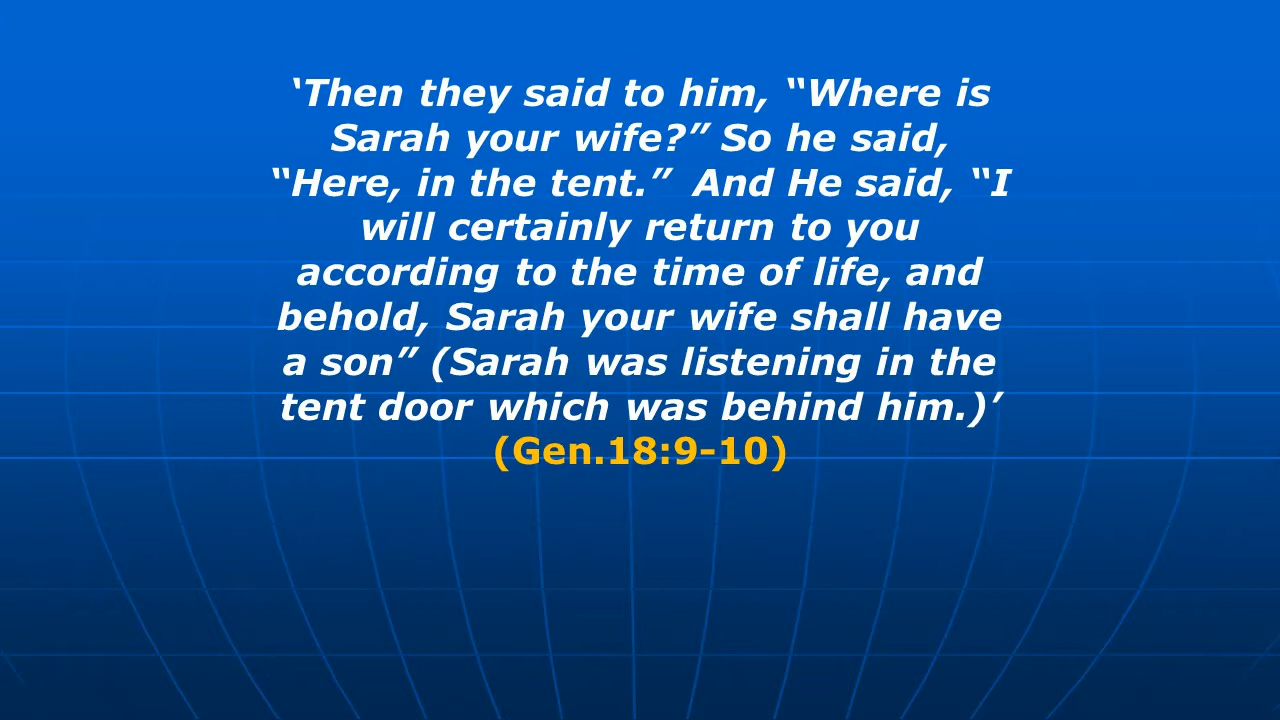 ‘Then they said to him, “Where is
Sarah your wife?” So he said,
“Here, in the tent.”  And He said, “I
will certainly return to you
according to the time of life, and
behold, Sarah your wife shall have
a son” (Sarah was listening in the
tent door which was behind him.)’
(Gen.18:9-10)